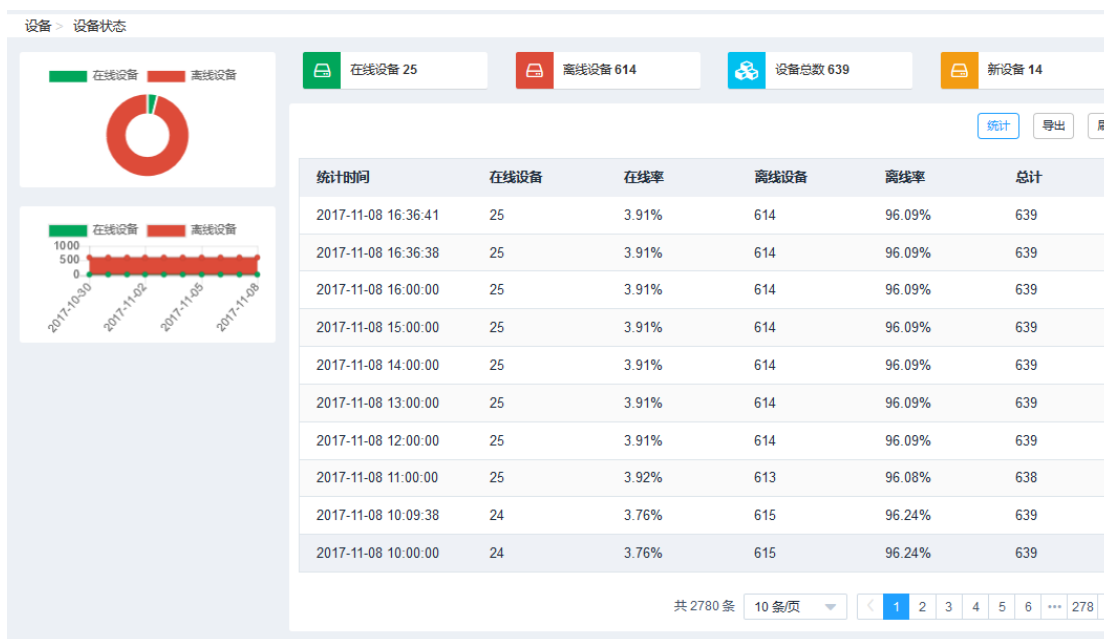 设备 > 设备状态
在线设备 离线设备
在线设备 25
离线设备 614
设备总数 639
新设备 14
统计 导出
统计时间 在线设备 在线率 离线设备 离线率 总计
2017-11-08 16:36:41 25 3.91% 614 96.09% 639
2017-11-08 16:36:38 25 3.91% 614 96.09% 639
2017-11-08 16:00:00 25 3.91% 614 96.09% 639
2017-11-08 15:00:00 25 3.91% 614 96.09% 639
2017-11-08 14:00:00 25 3.91% 614 96.09% 639
2017-11-08 13:00:00 25 3.91% 614 96.09% 639
2017-11-08 12:00:00 25 3.91% 614 96.09% 639
2017-11-08 11:00:00 25 3.92% 613 96.08% 638
2017-11-08 10:09:38 24 3.76% 615 96.24% 639
2017-11-08 10:00:00 24 3.76% 615 96.24% 639
在线设备 离线设备
1000
500
0
2017-10-30 2017-11-02 2017-11-05 2017-11-08
共 2780 条 10 条/页 < 1 2 3 4 5 6 ••• 278